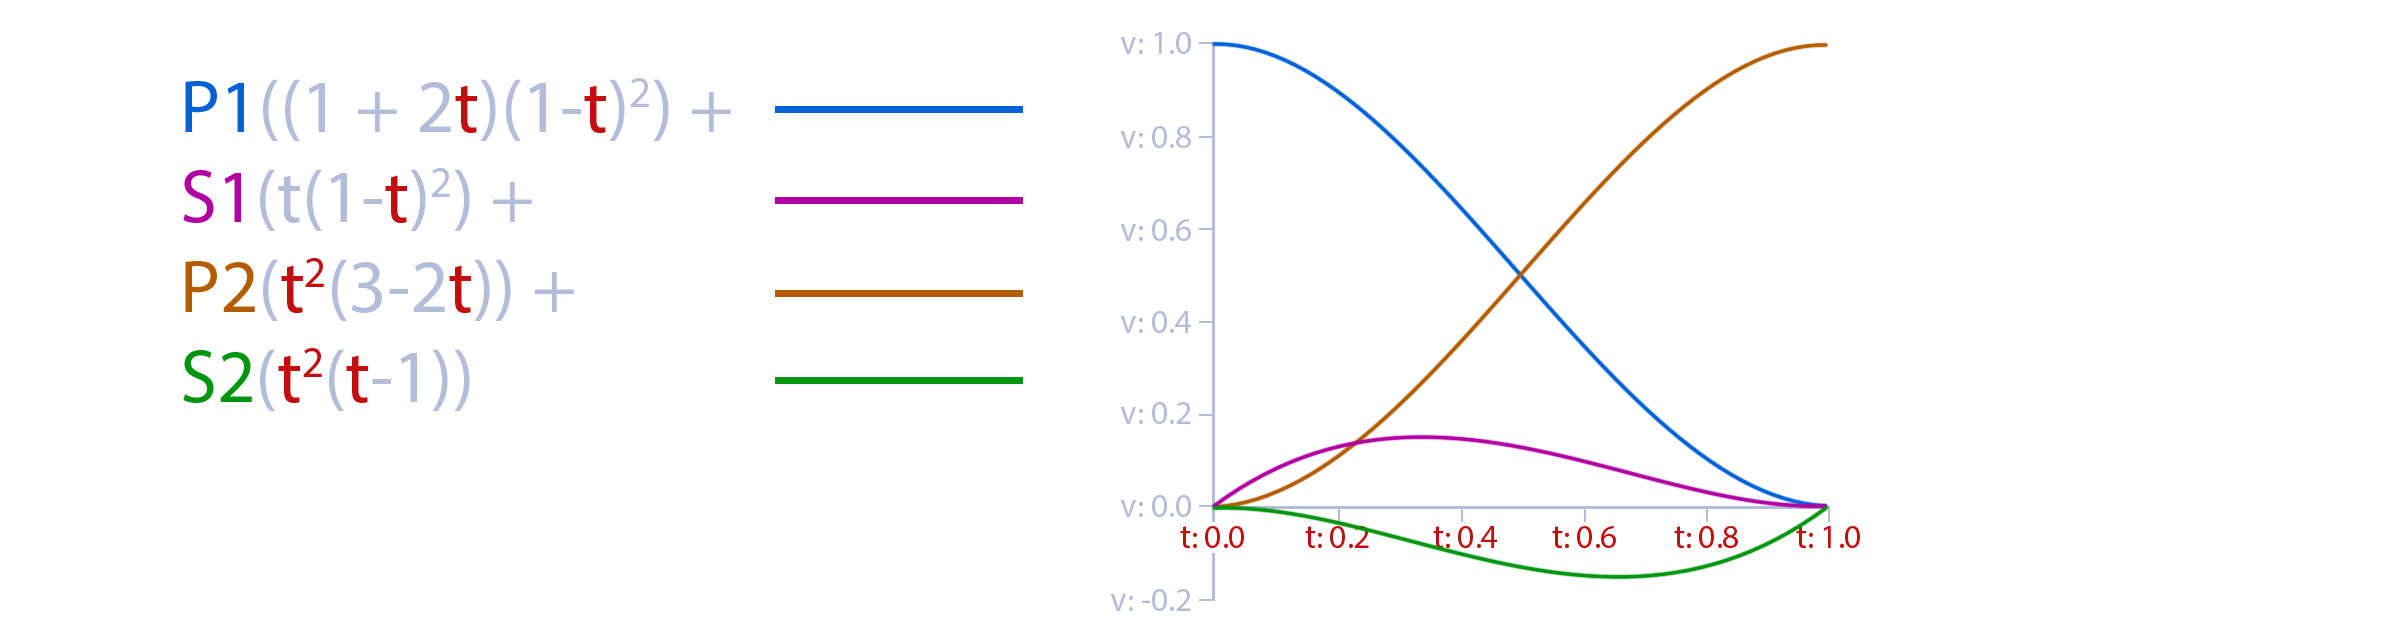 P1((1 + 2t)(1-t)²) +
S1(t(1-t)²) +
P2(t²(3-2t)) +
S2(t²(t-1))
v: 1.0
v: 0.8
v: 0.6
v: 0.4
v: 0.2
v: 0.0
t: 0.0 t: 0.2 t: 0.4 t: 0.6 t: 0.8 t: 1.0
v: -0.2